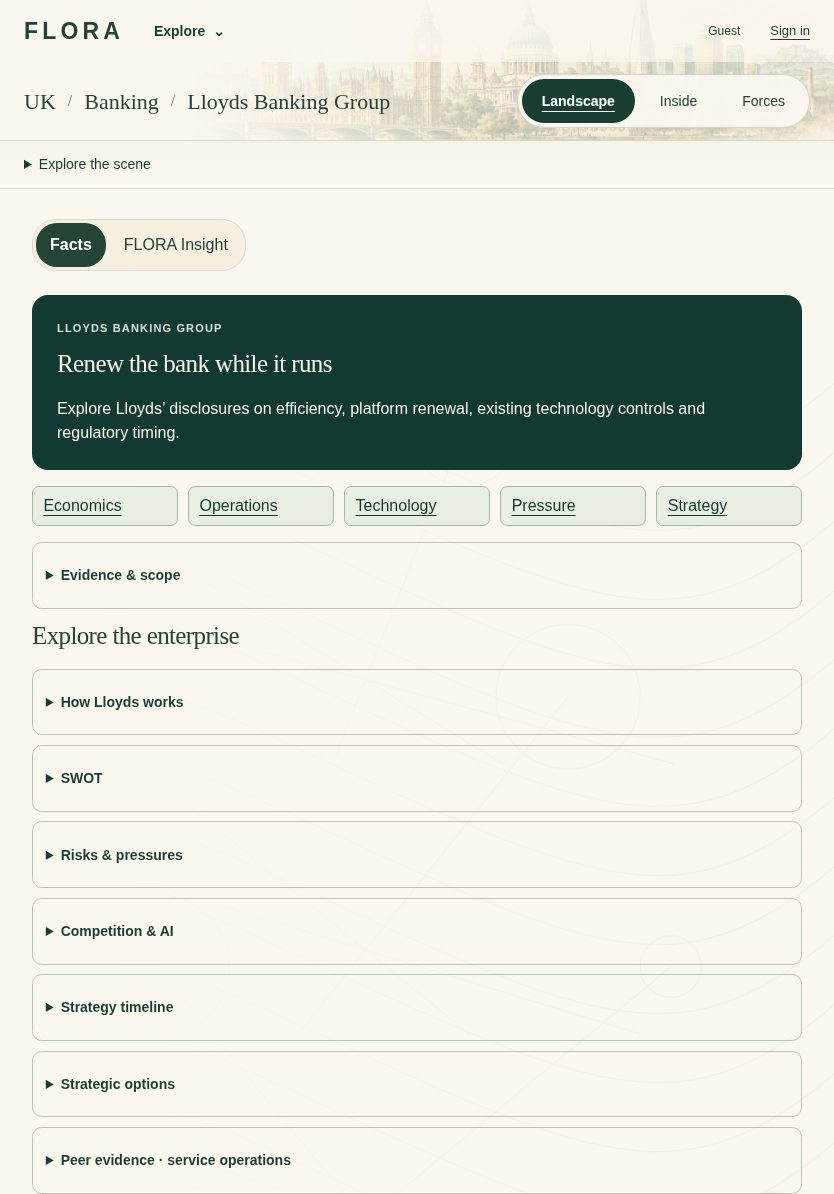 FLORA
Explore
Guest
Sign in
UK / Banking / Lloyds Banking Group
Landscape
Inside
Forces
Explore the scene
Facts
FLORA Insight
LLOYDS BANKING GROUP
Renew the bank while it runs
Explore Lloyds’ disclosures on efficiency, platform renewal, existing technology controls and
regulatory timing.
Economics
Operations
Technology
Pressure
Strategy
Evidence & scope
Explore the enterprise
How Lloyds works
SWOT
Risks & pressures
Competition & AI
Strategy timeline
Strategic options
Peer evidence · service operations